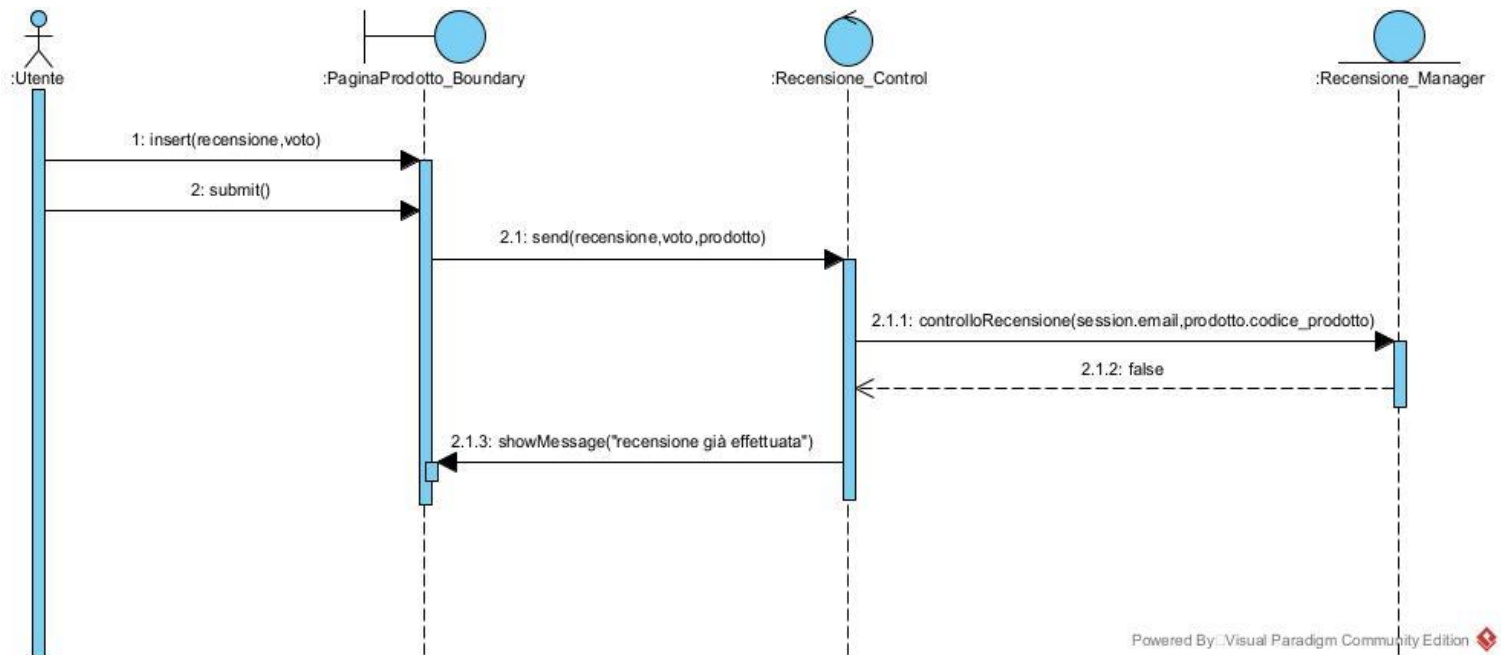 :Utente
:PaginaProdotto_Boundary
:Recensione_Control
:Recensione_Manager
1: insert(recensione,voto)
2: submit()
2.1: send(recensione,voto,prodotto)
2.1.1: controlloRecensione(session.email,prodotto.codice_prodotto)
2.1.2: false
2.1.3: showMessage("recensione già effettuata")
Powered By Visual Paradigm Community Edition